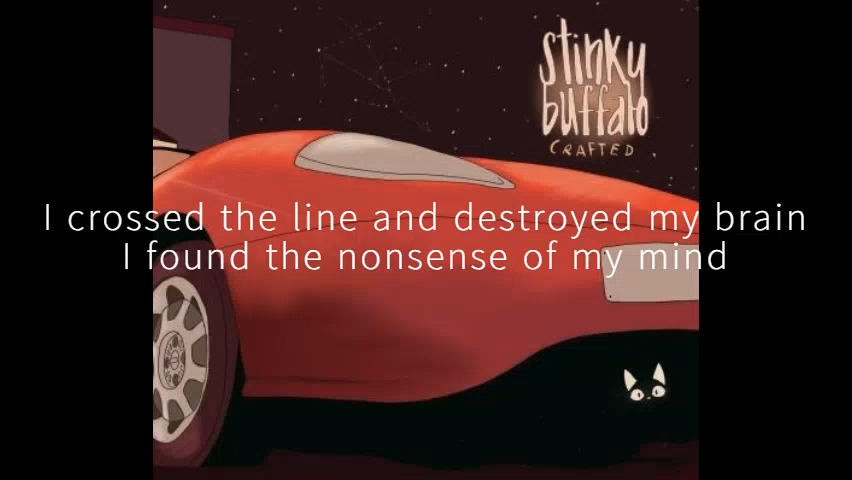 stinky
buffalo
CRAFTED
I crossed the line and destroyed my brain
I found the nonsense of my mind